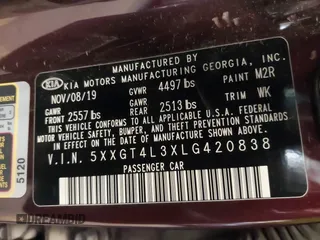 MANUFACTURED BY
KIA KIA MOTORS MANUFACTURING GEORGIA, INC.
NOV/08/19 GVWR 4497 lbs PAINT M2R
GAWR FRONT 2557 lbs GAWR REAR 2513 lbs TRIM WK
THIS VEHICLE CONFORMS TO ALL APPLICABLE FEDERAL
MOTOR VEHICLE SAFETY, BUMPER, AND THEFT
PREVENTION STANDARDS IN EFFECT ON THE DATE OF
MANUFACTURE SHOWN ABOVE.
V.I.N. 5XXGT4L3XLG420838
PASSENGER CAR
5120
DREAMBID